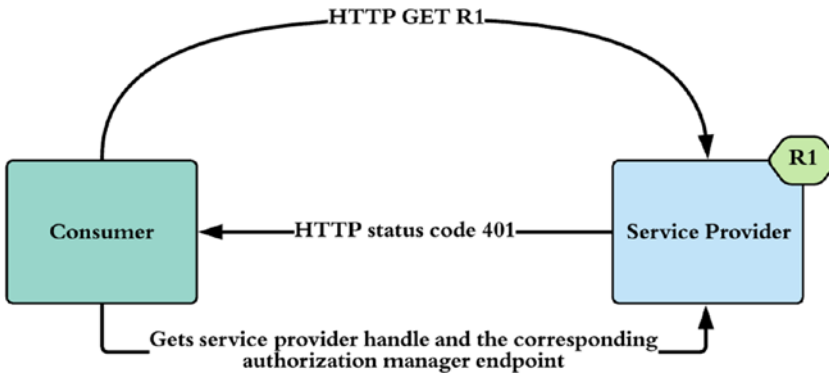 HTTP GET R1
R1
Consumer
HTTP status code 401
Service Provider
Gets service provider handle and the corresponding
authorization manager endpoint